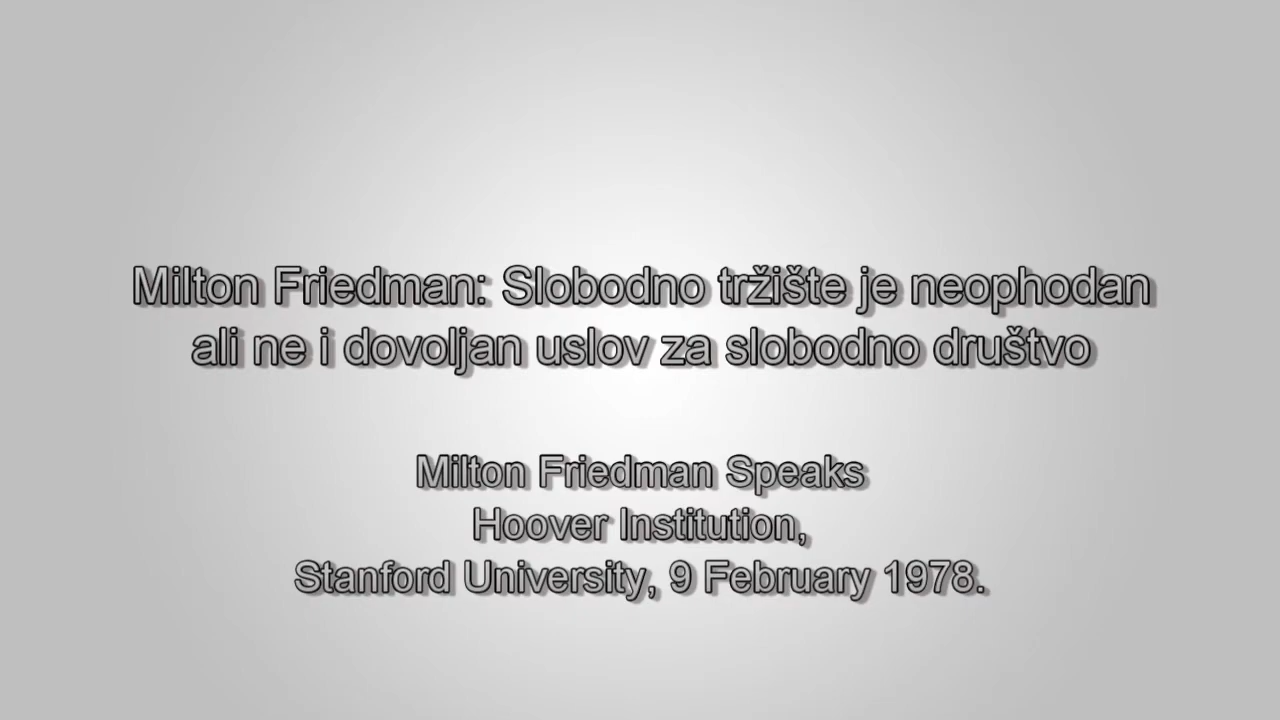 Milton Friedman: Slobodno tržište je neophodan
ali ne i dovoljan uslov za slobodno društvo
Milton Friedman Speaks
Hoover Institution,
Stanford University, 9 February 1978.